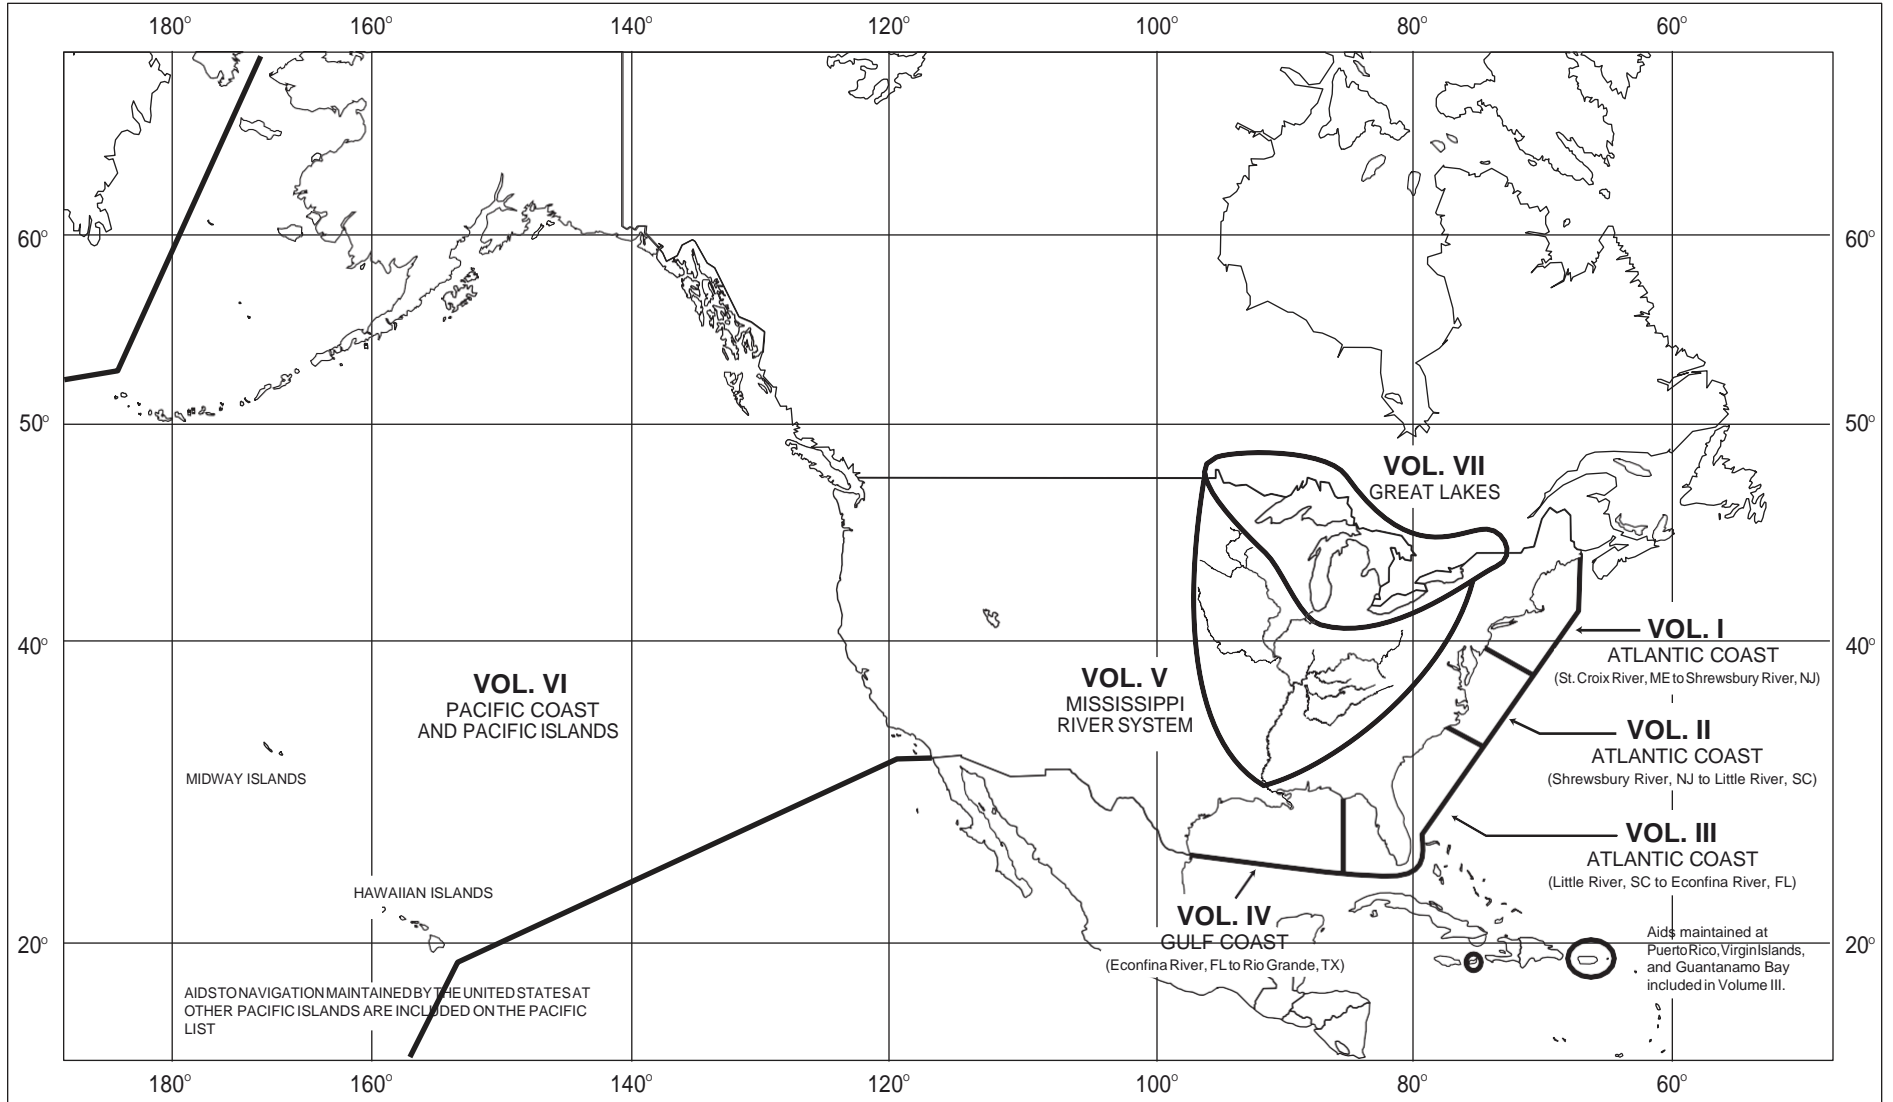 180° 160° 140° 120° 100° 80° 60°
60° 60°
50° 50°
VOL. VII
GREAT LAKES
40° 40°
VOL. I
ATLANTIC COAST
(St. Croix River, ME to Shrewsbury River, NJ)
VOL. VI
PACIFIC COAST
AND PACIFIC ISLANDS
VOL. V
MISSISSIPPI
RIVER SYSTEM
VOL. II
ATLANTIC COAST
(Shrewsbury River, NJ to Little River, SC)
MIDWAY ISLANDS
VOL. III
ATLANTIC COAST
(Little River, SC to Econfina River, FL)
HAWAIIAN ISLANDS
VOL. IV
GULF COAST
(Econfina River, FL to Rio Grande, TX)
20° 20°
Aids maintained at
Puerto Rico, Virgin Islands,
and Guantanamo Bay
included in Volume III.
AIDS TO NAVIGATION MAINTAINED BY THE UNITED STATES AT
OTHER PACIFIC ISLANDS ARE INCLUDED ON THE PACIFIC
LIST
180° 160° 140° 120° 100° 80° 60°